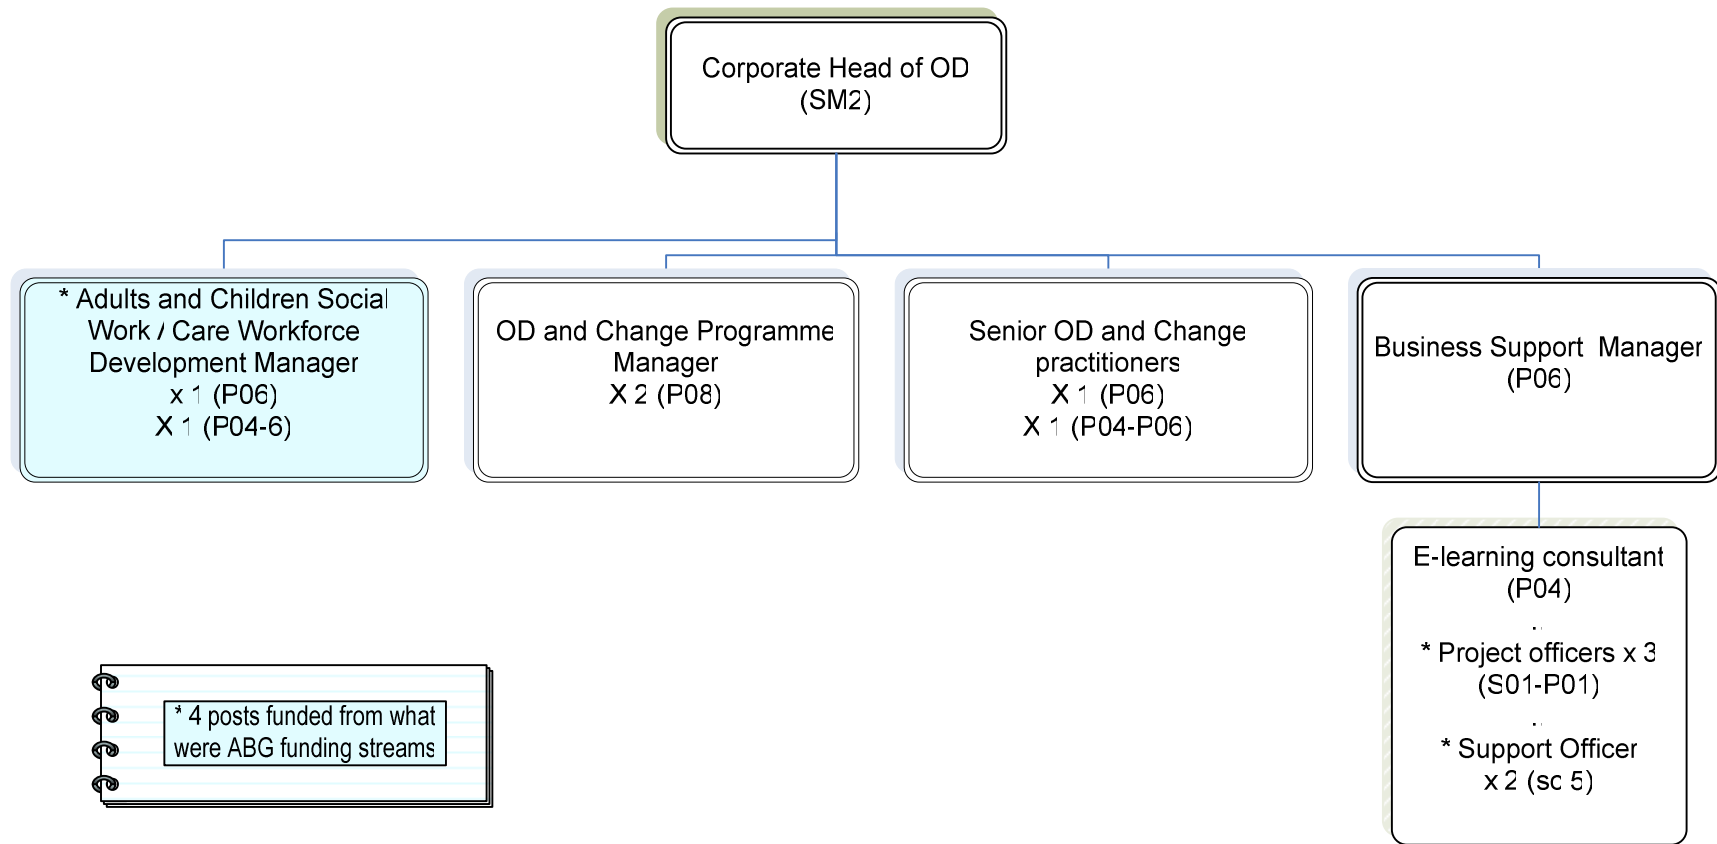 Corporate Head of OD
(SM2)
* Adults and Children Social
Work / Care Workforce
Development Manager
x 1 (P06)
X 1 (P04-6)
OD and Change Programme
Manager
X 2 (P08)
Senior OD and Change
practitioners
X 1 (P06)
X 1 (P04-P06)
Business Support  Manager
(P06)
E-learning consultant
(P04)
..
* Project officers x 3
(S01-P01)
..
* Support Officer
x 2 (sc 5)
* 4 posts funded from what
were ABG funding streams